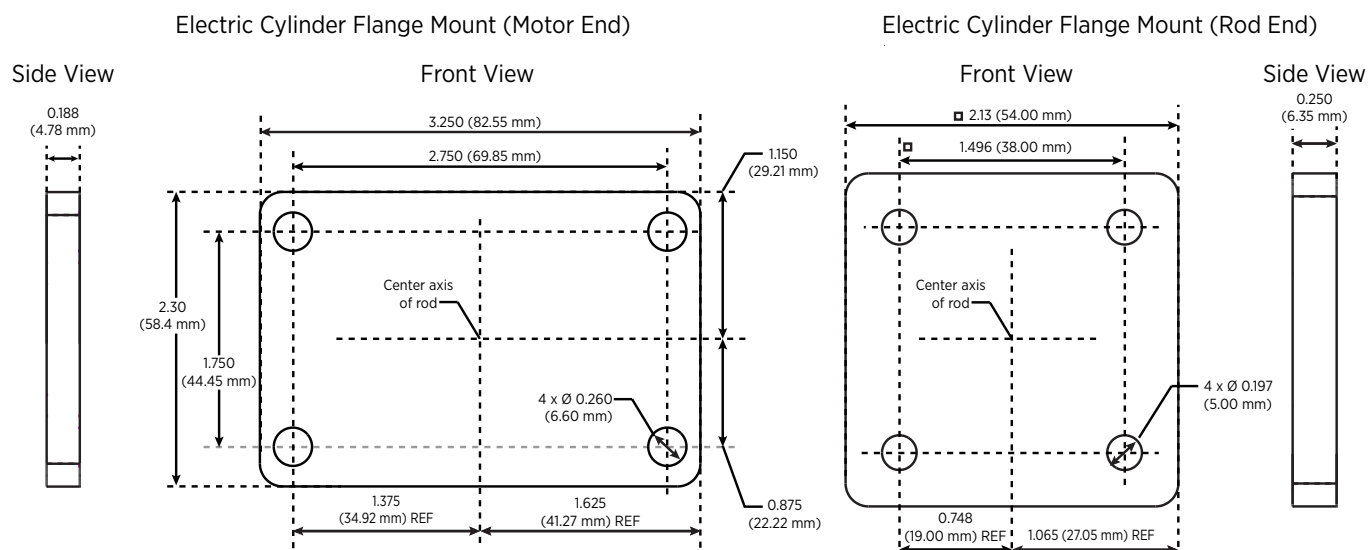 Electric Cylinder Flange Mount (Motor End)
Side View
Front View
0.188
(4.78 mm)
3.250 (82.55 mm)
2.750 (69.85 mm)
1.150
(29.21 mm)
Center axis
of rod
2.30
(58.4 mm)
1.750
(44.45 mm)
4 x Ø 0.260
(6.60 mm)
1.375
(34.92 mm) REF
1.625
(41.27 mm) REF
0.875
(22.22 mm)
Electric Cylinder Flange Mount (Rod End)
Front View
Side View
2.13 (54.00 mm)
1.496 (38.00 mm)
0.250
(6.35 mm)
Center axis
of rod
4 x Ø 0.197
(5.00 mm)
0.748
(19.00 mm) REF
1.065 (27.05 mm) REF